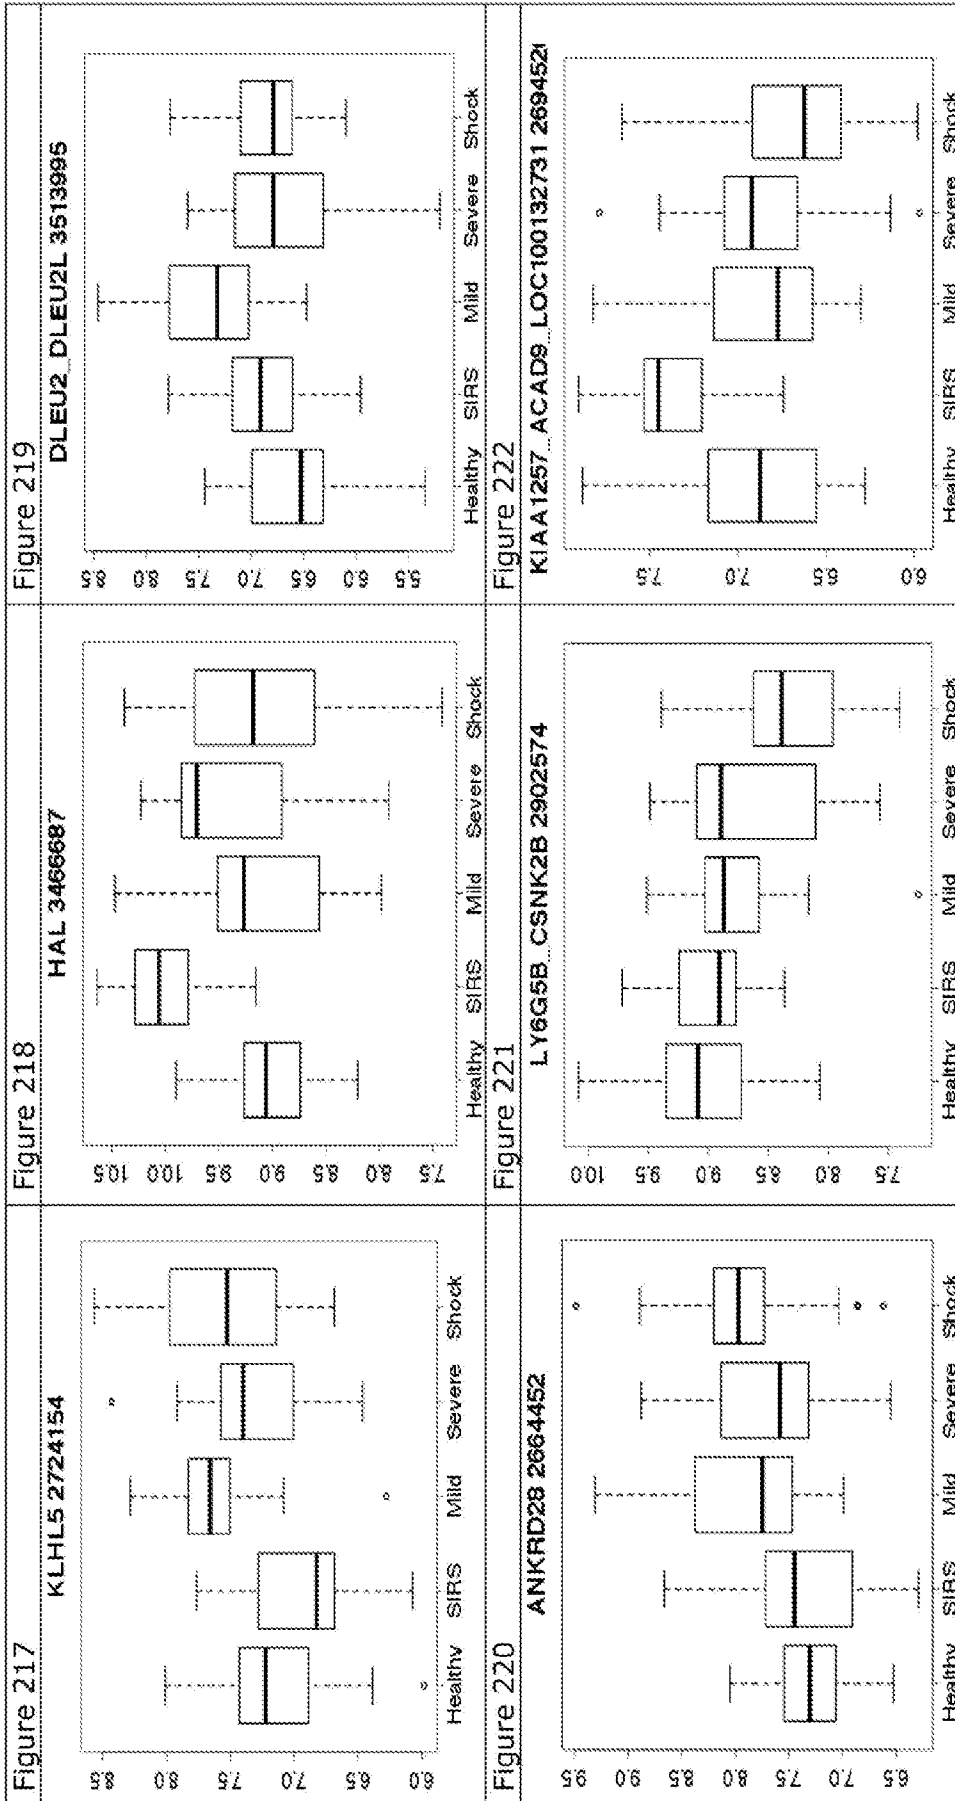 Figure 217
KLHL5 2724154
8.5
8.0
7.5
7.0
6.5
6.0
Healthy SIRS Mild Severe Shock
Figure 218
HAL 3466687
10.5
10.0
9.5
9.0
8.5
8.0
7.5
Healthy SIRS Mild Severe Shock
Figure 219
DLEU2_DLEU2L 3513995
8.5
8.0
7.5
7.0
6.5
6.0
5.5
Healthy SIRS Mild Severe Shock
Figure 220
ANKRD28 2664452
9.5
9.0
8.5
8.0
7.5
7.0
6.5
Healthy SIRS Mild Severe Shock
Figure 221
LY6G5B_CSNK2B 2902574
10.0
9.5
9.0
8.5
8.0
7.5
Healthy SIRS Mild Severe Shock
Figure 222
KIAA1257_ACAD9_LOC100132731 269452
7.5
7.0
6.5
6.0
Healthy SIRS Mild Severe Shock